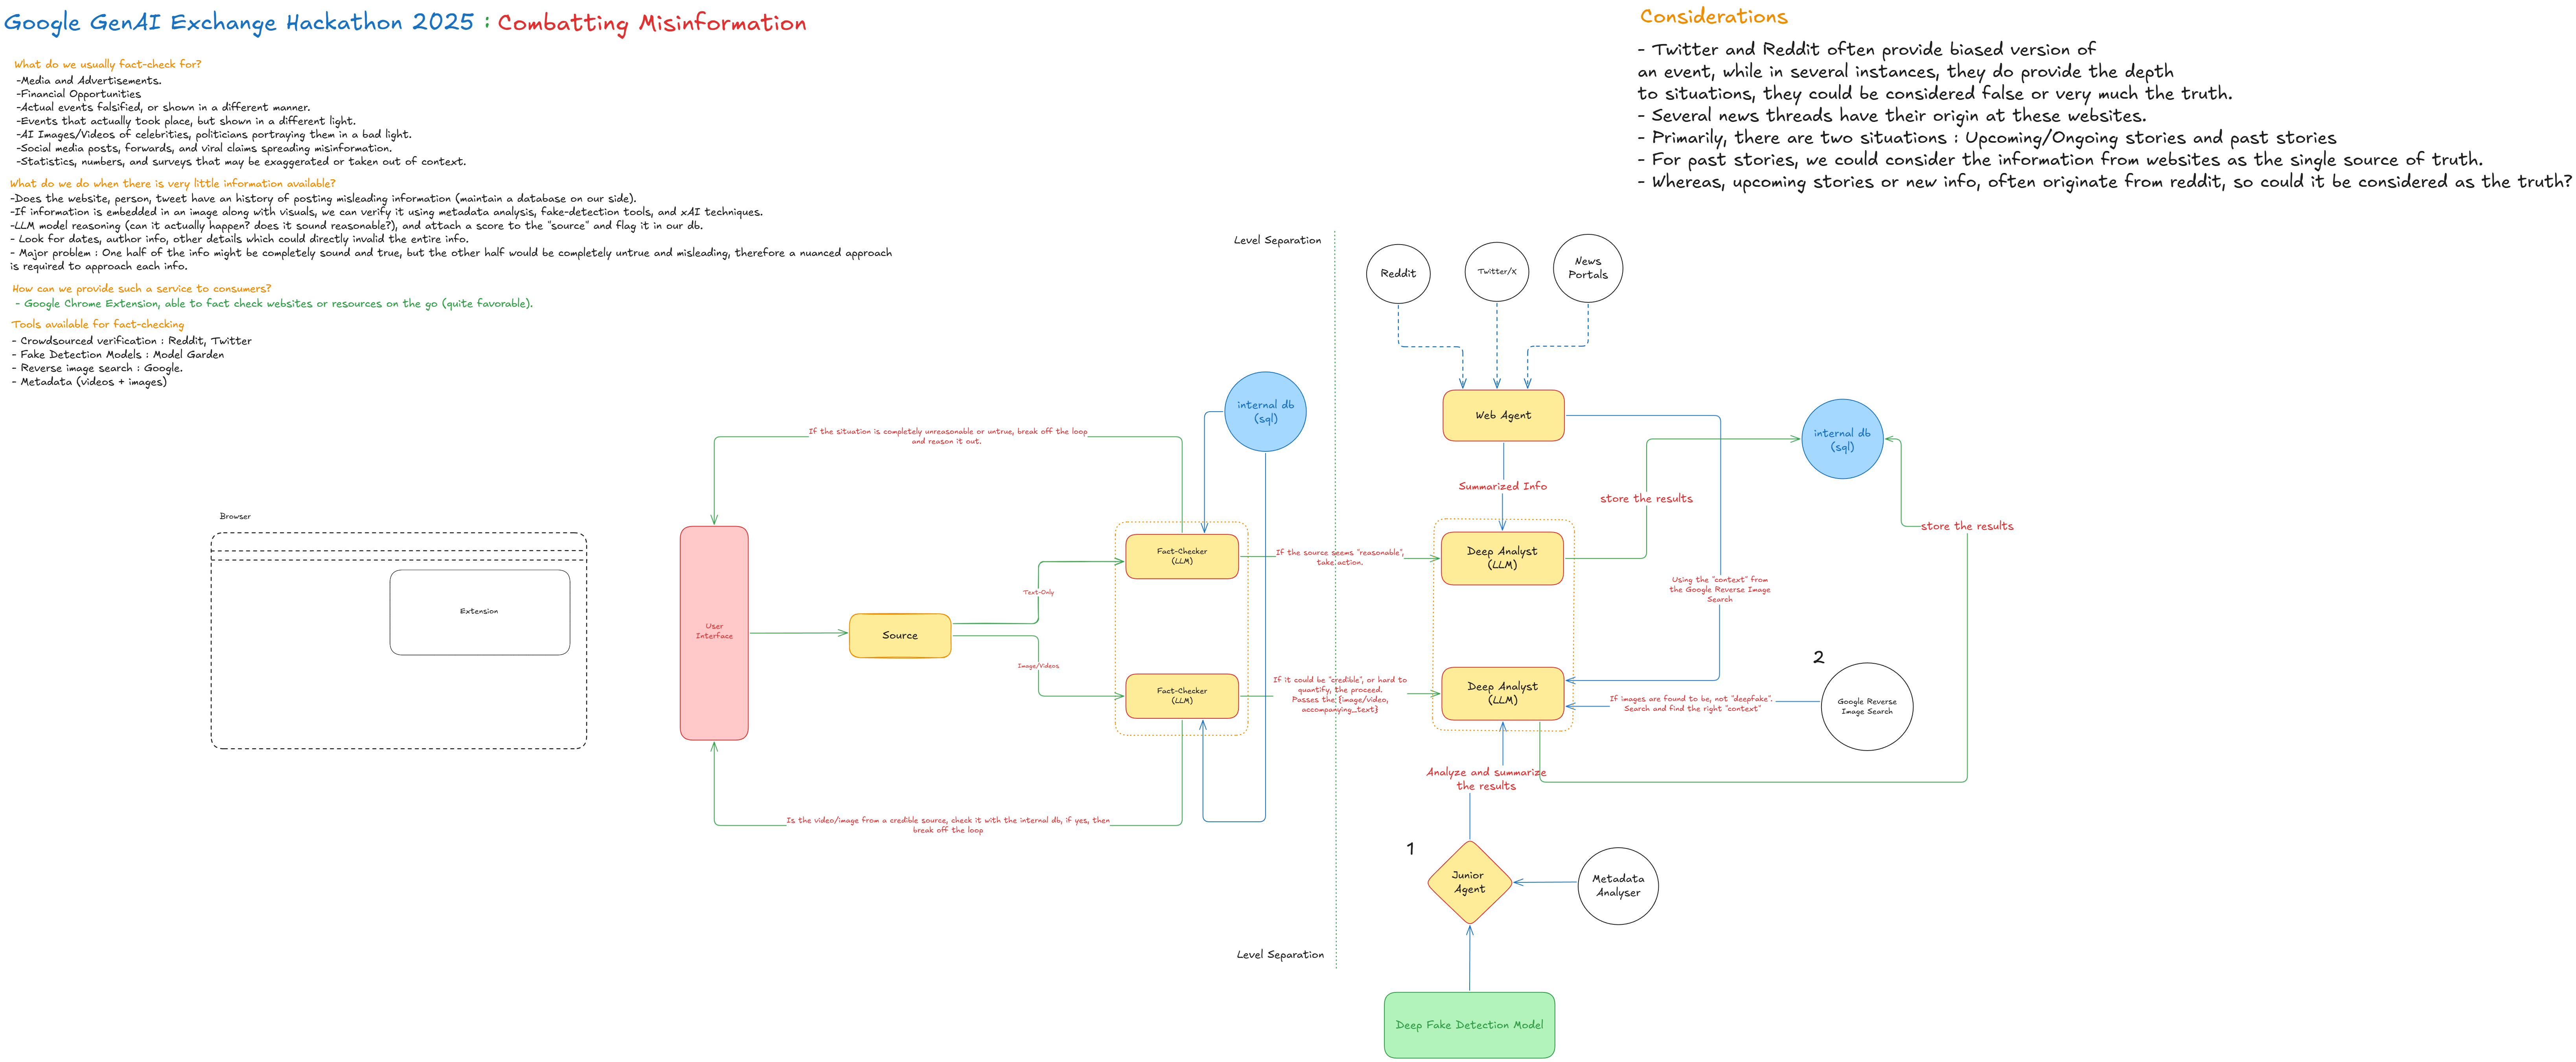 Google GenAI Exchange Hackathon 2025 : Combatting Misinformation
What do we usually fact-check for?
-Media and Advertisements.
-Financial Opportunities
-Actual events falsified, or shown in a different manner.
-Events that actually took place, but shown in a different light.
-AI Images/Videos of celebrities, politicians portraying them in a bad light.
-Social media posts, forwards, and viral claims spreading misinformation.
-Statistics, numbers, and surveys that may be exaggerated or taken out of context.
What do we do when there is very little information available?
-Does the website, person, tweet have an history of posting misleading information (maintain a database on our side).
-If information is embedded in an image along with visuals, we can verify it using metadata analysis, fake-detection tools, and xAI techniques.
-LLM model reasoning (can it actually happen? does it sound reasonable?), and attach a score to the "source" and flag it in our db.
- Look for dates, author info, other details which could directly invalid the entire info.
- Major problem : One half of the info might be completely sound and true, but the other half would be completely untrue and misleading, therefore a nuanced approach
is required to approach each info.
How can we provide such a service to consumers?
- Google Chrome Extension, able to fact check websites or resources on the go (quite favorable).
Tools available for fact-checking
- Crowdsourced verification : Reddit, Twitter
- Fake Detection Models : Model Garden
- Reverse image search : Google.
- Metadata (videos + images)
Considerations
- Twitter and Reddit often provide biased version of
an event, while in several instances, they do provide the depth
to situations, they could be considered false or very much the truth.
- Several news threads have their origin at these websites.
- Primarily, there are two situations : Upcoming/Ongoing stories and past stories
- For past stories, we could consider the information from websites as the single source of truth.
- Whereas, upcoming stories or new info, often originate from reddit, so could it be considered as the truth?
Browser
Extension
User
Interface
Source
Text-Only
Image/Videos
If the situation is completely unreasonable or untrue, break off the loop
and reason it out.
internal db
(sql)
Fact-Checker
(LLM)
Fact-Checker
(LLM)
Is the video/image from a credible source, check it with the internal db, if yes, then
break off the loop
Level Separation
If the source seems "reasonable",
take action.
If it could be "credible", or hard to
quantify, the proceed.
Passes the {image/video,
accompanying_text}
Level Separation
Reddit
Twitter/X
News
Portals
Web Agent
Summarized Info
Deep Analyst
(LLM)
store the results
internal db
(sql)
store the results
Using the "context" from
the Google Reverse Image
Search
Deep Analyst
(LLM)
If images are found to be, not "deepfake".
Search and find the right "context"
2
Google Reverse
Image Search
Analyze and summarize
the results
1
Junior
Agent
Metadata
Analyser
Deep Fake Detection Model